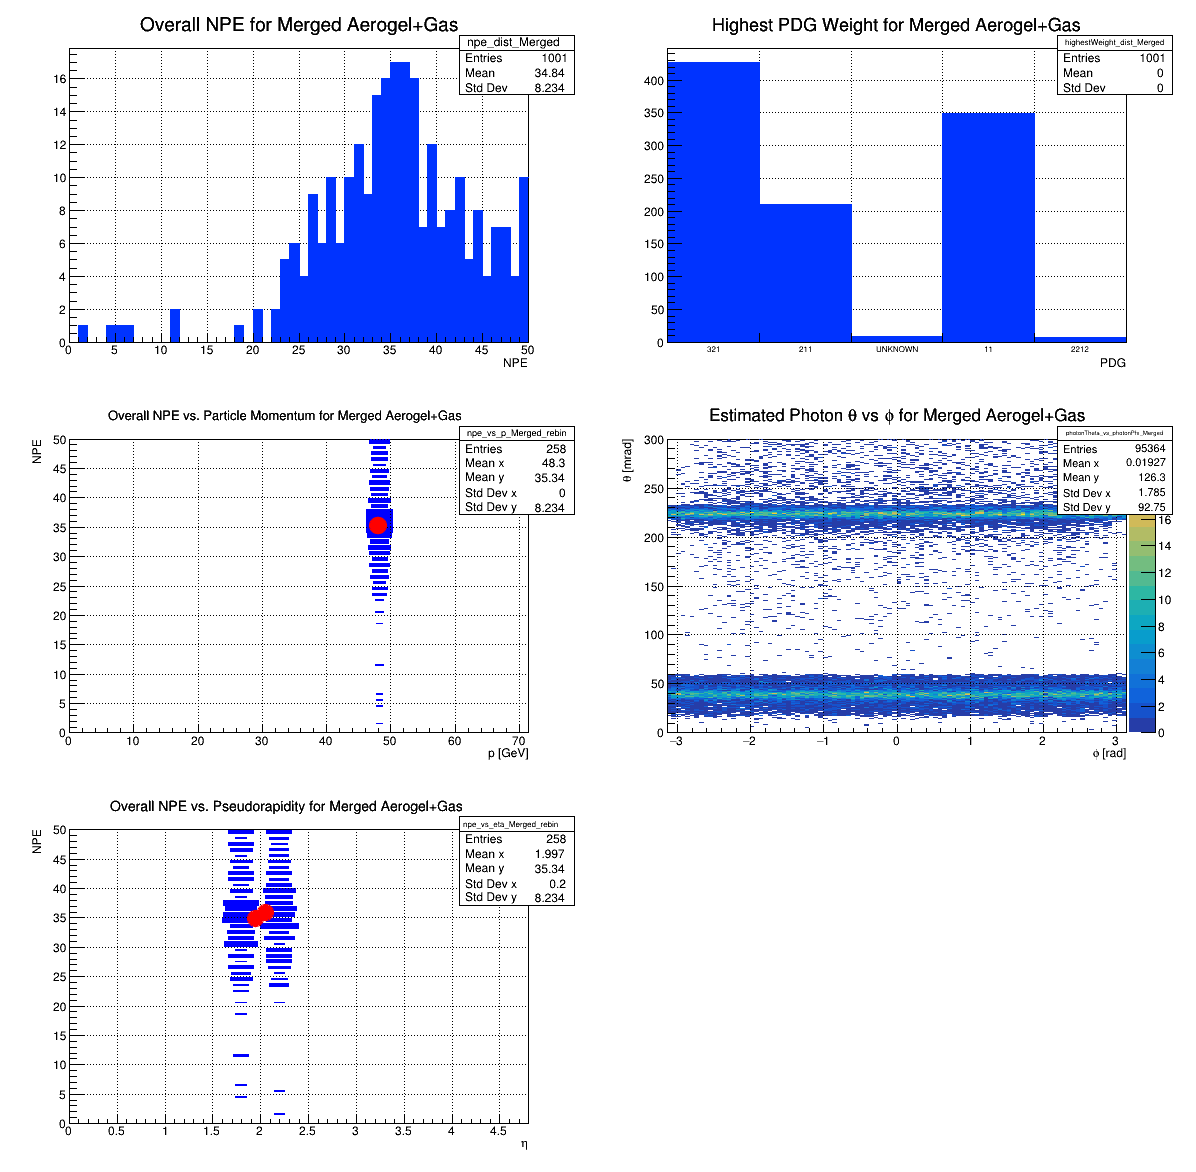 Overall NPE for Merged Aerogel+Gas
npe_dist_Merged
Entries 1001
Mean 34.84
Std Dev 8.234
16
14
12
10
8
6
4
2
0
0 5 10 15 20 25 30 35 40 45 50
NPE
Highest PDG Weight for Merged Aerogel+Gas
highestWeight_dist_Merged
Entries 1001
Mean 0
Std Dev 0
400
350
300
250
200
150
100
50
0
321 211 UNKNOWN 11 2212
PDG
Overall NPE vs. Particle Momentum for Merged Aerogel+Gas
npe_vs_p_Merged_rebin
Entries 258
Mean x 48.3
Mean y 35.34
Std Dev x 0
Std Dev y 8.234
NPE
50
45
40
35
30
25
20
15
10
5
0
0 10 20 30 40 50 60 70
p [GeV]
Estimated Photon θ vs ϕ for Merged Aerogel+Gas
photonTheta_vs_photonPhi_Merged
Entries 95364
Mean x 0.01927
Mean y 126.3
Std Dev x 1.785
Std Dev y 92.75
θ [mrad]
300
250
200
150
100
50
0
−3 −2 −1 0 1 2 3
ϕ [rad]
16
14
12
10
8
6
4
2
0
Overall NPE vs. Pseudorapidity for Merged Aerogel+Gas
npe_vs_eta_Merged_rebin
Entries 258
Mean x 1.997
Mean y 35.34
Std Dev x 0.2
Std Dev y 8.234
NPE
50
45
40
35
30
25
20
15
10
5
0
0 0.5 1 1.5 2 2.5 3 3.5 4 4.5
η